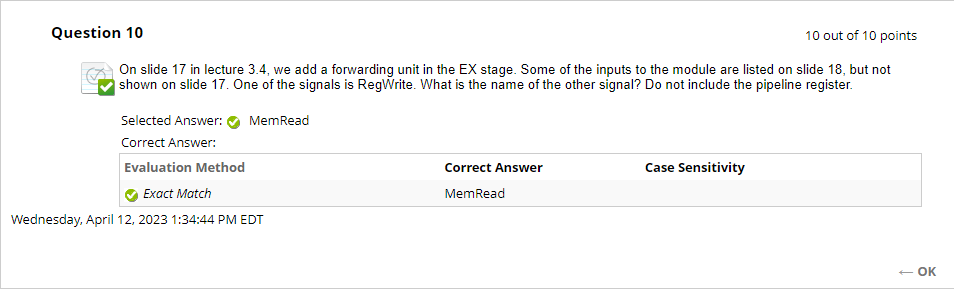 Question 10
10 out of 10 points
On slide 17 in lecture 3.4, we add a forwarding unit in the EX stage. Some of the inputs to the module are listed on slide 18, but not
shown on slide 17. One of the signals is RegWrite. What is the name of the other signal? Do not include the pipeline register.
Selected Answer: MemRead
Correct Answer:
Evaluation Method Correct Answer Case Sensitivity
Exact Match MemRead
Wednesday, April 12, 2023 1:34:44 PM EDT
← OK